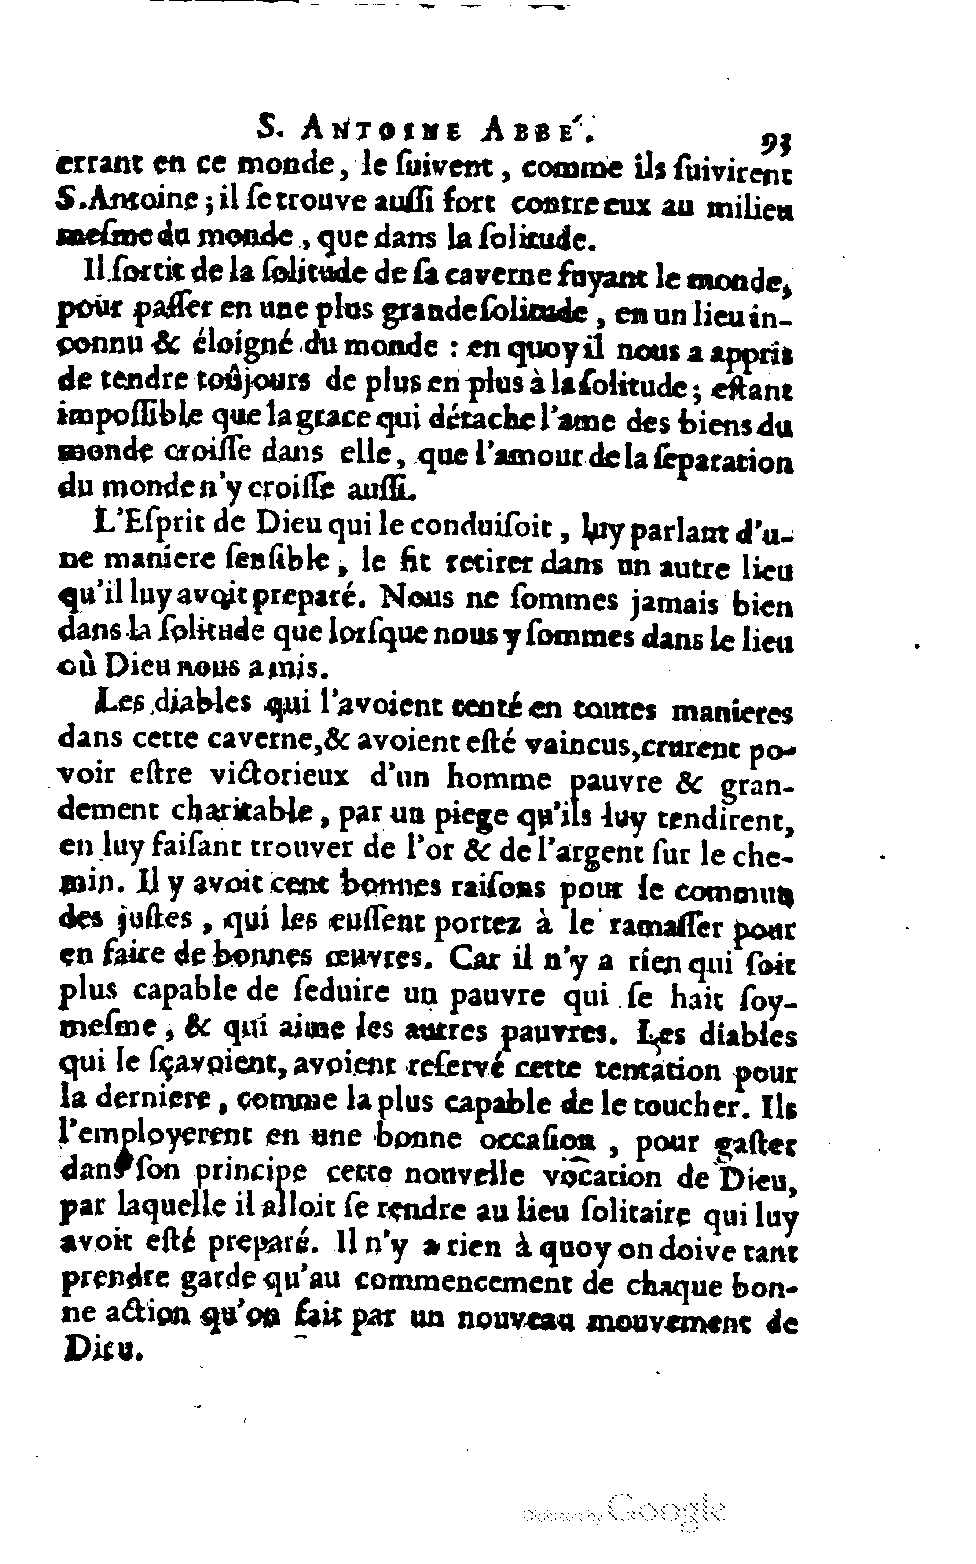 S. ANTOINE ABBÉ. 93
errant en ce monde, le ſuivent, comme ils ſuivirent
S. Antoine; il ſe trouve auſſi fort contre eux au milieu
meſme du monde, que dans la ſolitude.
Il ſortit de la ſolitude de ſa caverne fuyant le monde,
pour paſſer en une plus grande ſolitude, en un lieu in-
connu & éloigné du monde : en quoy il nous a appris
de tendre toûjours de plus en plus à la ſolitude; eſtant
impoſſible que la grace qui détache l'ame des biens du
monde croiſſe dans elle, que l'amour de la ſeparation
du monde n'y croiſſe auſſi.
L'Eſprit de Dieu qui le conduiſoit, luy parlant d'u-
ne maniere ſenſible, le fit retirer dans un autre lieu
qu'il luy avoit preparé. Nous ne ſommes jamais bien
dans la ſolitude que lorſque nous y ſommes dans le lieu
où Dieu nous a mis.
Les diables qui l'avoient tenté en toutes manieres
dans cette caverne, & avoient eſté vaincus, crurent po-
voir eſtre victorieux d'un homme pauvre & gran-
dement charitable, par un piege qu'ils luy tendirent,
en luy faiſant trouver de l'or & de l'argent ſur le che-
min. Il y avoit cent bonnes raiſons pour le commun
des juſtes, qui les euſſent portez à le ramaſſer pour
en faire de bonnes œuvres. Car il n'y a rien qui ſoit
plus capable de ſeduire un pauvre qui ſe hait ſoy-
meſme, & qui aime les autres pauvres. Les diables
qui le ſçavoient, avoient reſervé cette tentation pour
la derniere, comme la plus capable de le toucher. Ils
l'employerent en une bonne occaſion, pour gaſter
dans ſon principe cette nouvelle vocation de Dieu,
par laquelle il alloit ſe rendre au lieu ſolitaire qui luy
avoit eſté preparé. Il n'y a rien à quoy on doive tant
prendre garde qu'au commencement de chaque bon-
ne action qu'on fait par un nouveau mouvement de
Dieu.
Digitized by Google